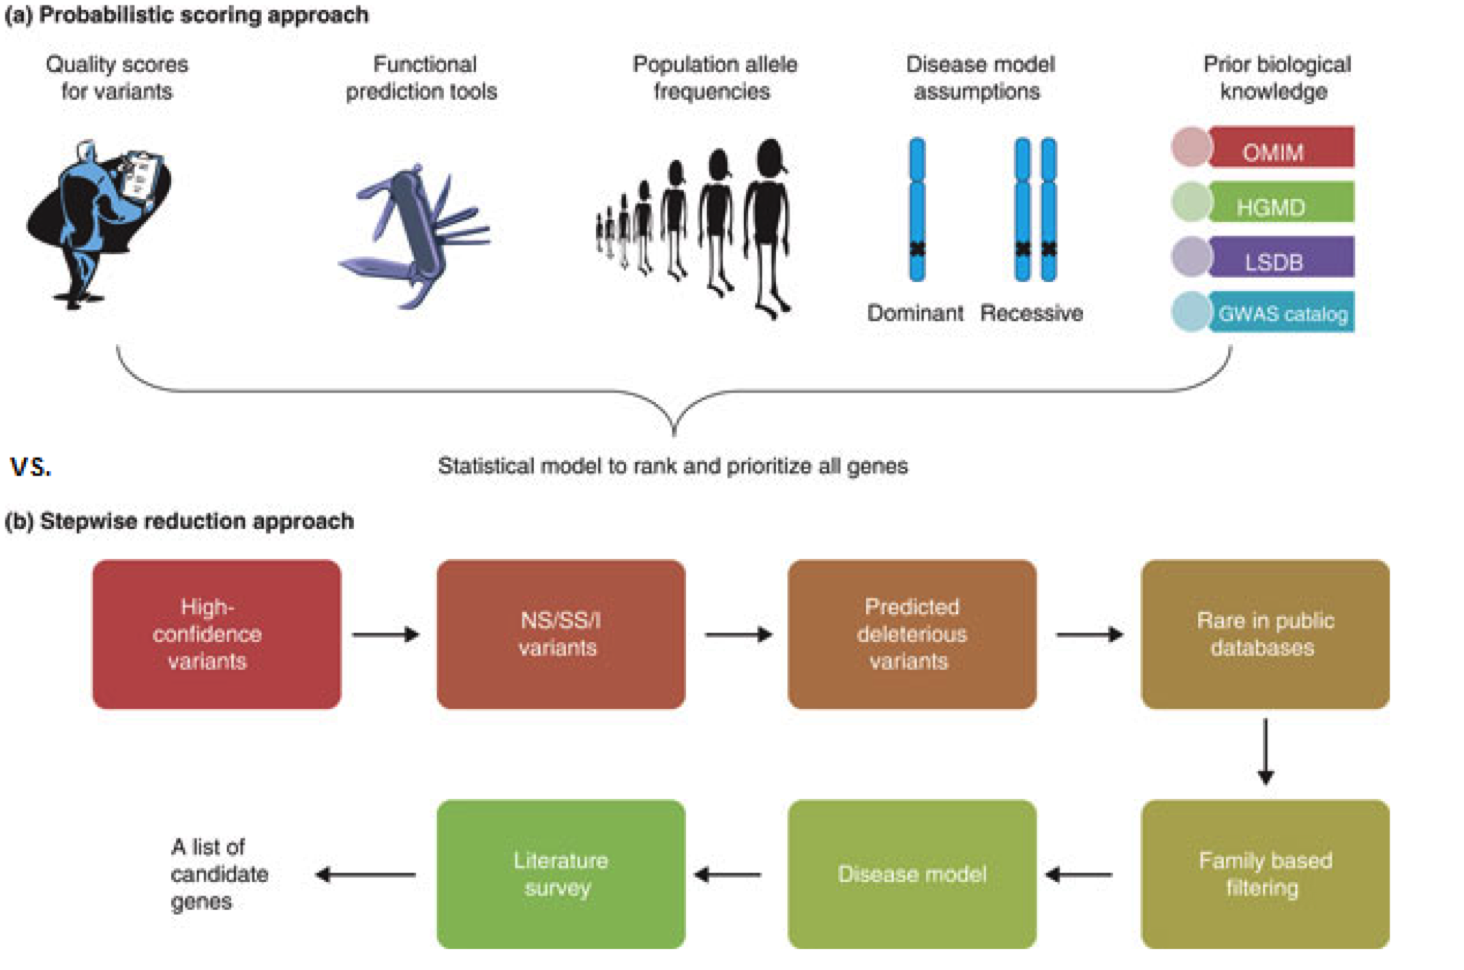 (a) Probabilistic scoring approach
Quality scores
for variants
Functional
prediction tools
Population allele
frequencies
Disease model
assumptions
Prior biological
knowledge
OMIM
HGMD
LSDB
GWAS catalog
Dominant
Recessive
Statistical model to rank and prioritize all genes
vs.
(b) Stepwise reduction approach
High-
confidence
variants
NS/SS/I
variants
Predicted
deleterious
variants
Rare in public
databases
Family based
filtering
Disease model
Literature
survey
A list of
candidate
genes